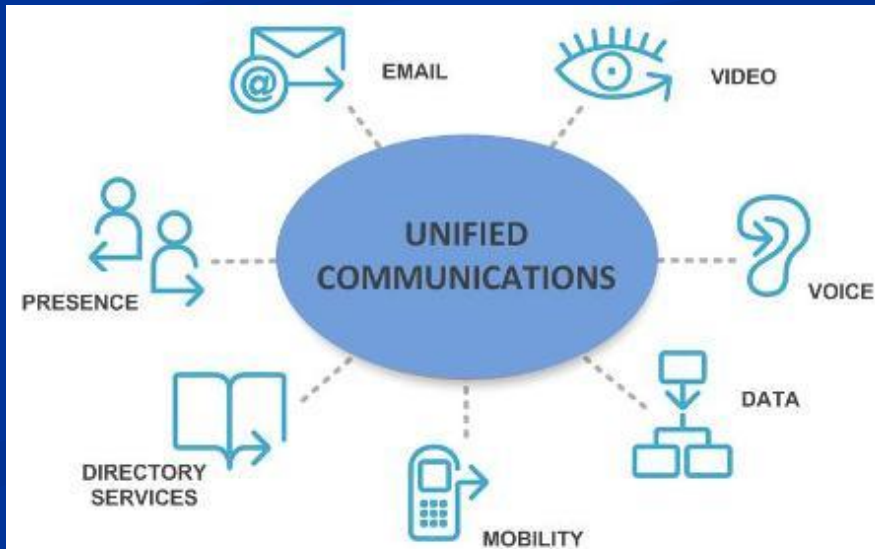 EMAIL
VIDEO
UNIFIED
COMMUNICATIONS
PRESENCE
VOICE
DATA
DIRECTORY
SERVICES
MOBILITY
@